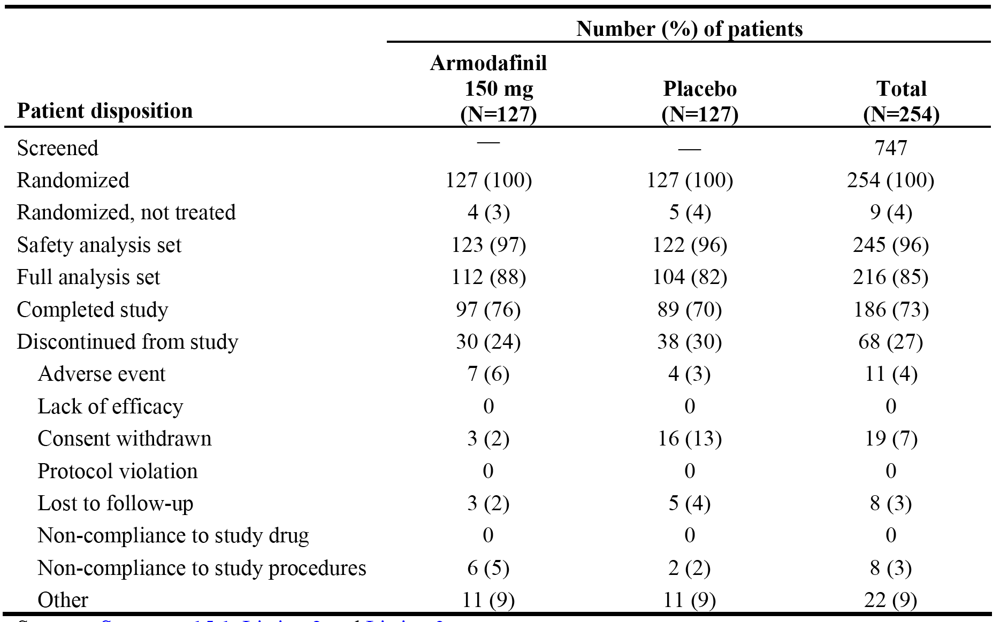 Number (%) of patients
Armodafinil
150 mg Placebo Total
Patient disposition (N=127) (N=127) (N=254)
Screened — — 747
Randomized 127 (100) 127 (100) 254 (100)
Randomized, not treated 4 (3) 5 (4) 9 (4)
Safety analysis set 123 (97) 122 (96) 245 (96)
Full analysis set 112 (88) 104 (82) 216 (85)
Completed study 97 (76) 89 (70) 186 (73)
Discontinued from study 30 (24) 38 (30) 68 (27)
Adverse event 7 (6) 4 (3) 11 (4)
Lack of efficacy 0 0 0
Consent withdrawn 3 (2) 16 (13) 19 (7)
Protocol violation 0 0 0
Lost to follow-up 3 (2) 5 (4) 8 (3)
Non-compliance to study drug 0 0 0
Non-compliance to study procedures 6 (5) 2 (2) 8 (3)
Other 11 (9) 11 (9) 22 (9)